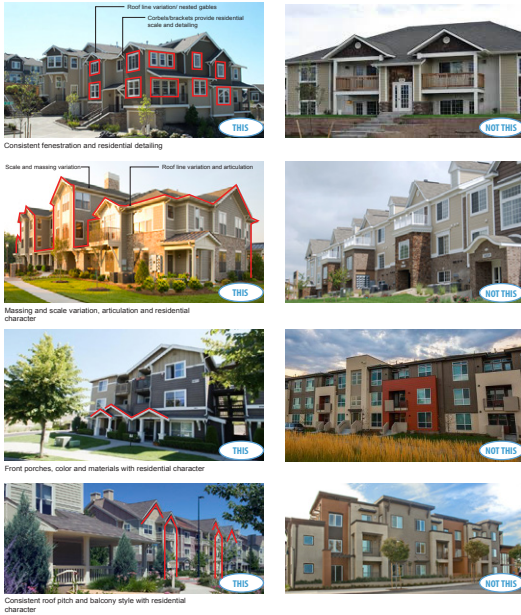 Roof line variation/ nested gables
Corbels/brackets provide residential
scale and detailing
THIS
NOT THIS
Consistent fenestration and residential detailing
Scale and massing variation
Roof line variation and articulation
THIS
NOT THIS
Massing and scale variation, articulation and residential
character
THIS
NOT THIS
Front porches, color and materials with residential character
THIS
NOT THIS
Consistent roof pitch and balcony style with residential
character